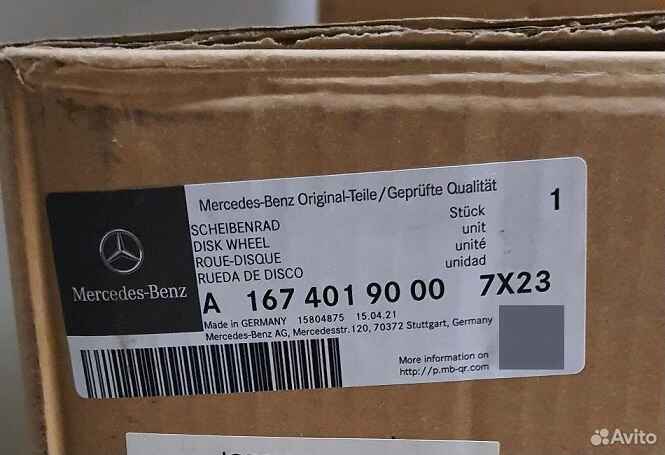 Mercedes-Benz Original-Teile/Geprüfte Qualität
SCHEIBENRAD Stück 1
DISK WHEEL unit
ROUE-DISQUE unité
RUEDA DE DISCO unidad
Mercedes-Benz
A 167 401 90 00 7X23
Made in GERMANY 15804875 15.04.21
Mercedes-Benz AG, Mercedesstr.120, 70372 Stuttgart, Germany
More information on
http://p.mb-qr.com/
Avito